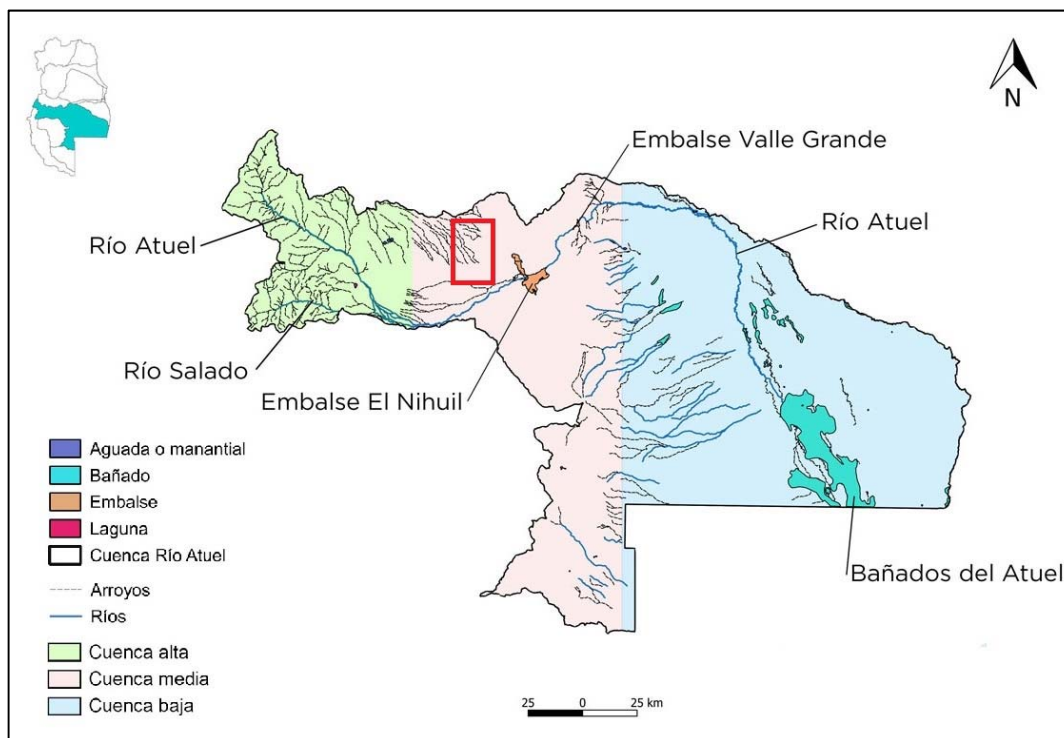 N
Embalse Valle Grande
Río Atuel
Río Atuel
Río Salado
Embalse El Nihuil
Bañados del Atuel
Aguada o manantial
Bañado
Embalse
Laguna
Cuenca Río Atuel
Arroyos
Ríos
Cuenca alta
Cuenca media
Cuenca baja
25 0 25 km